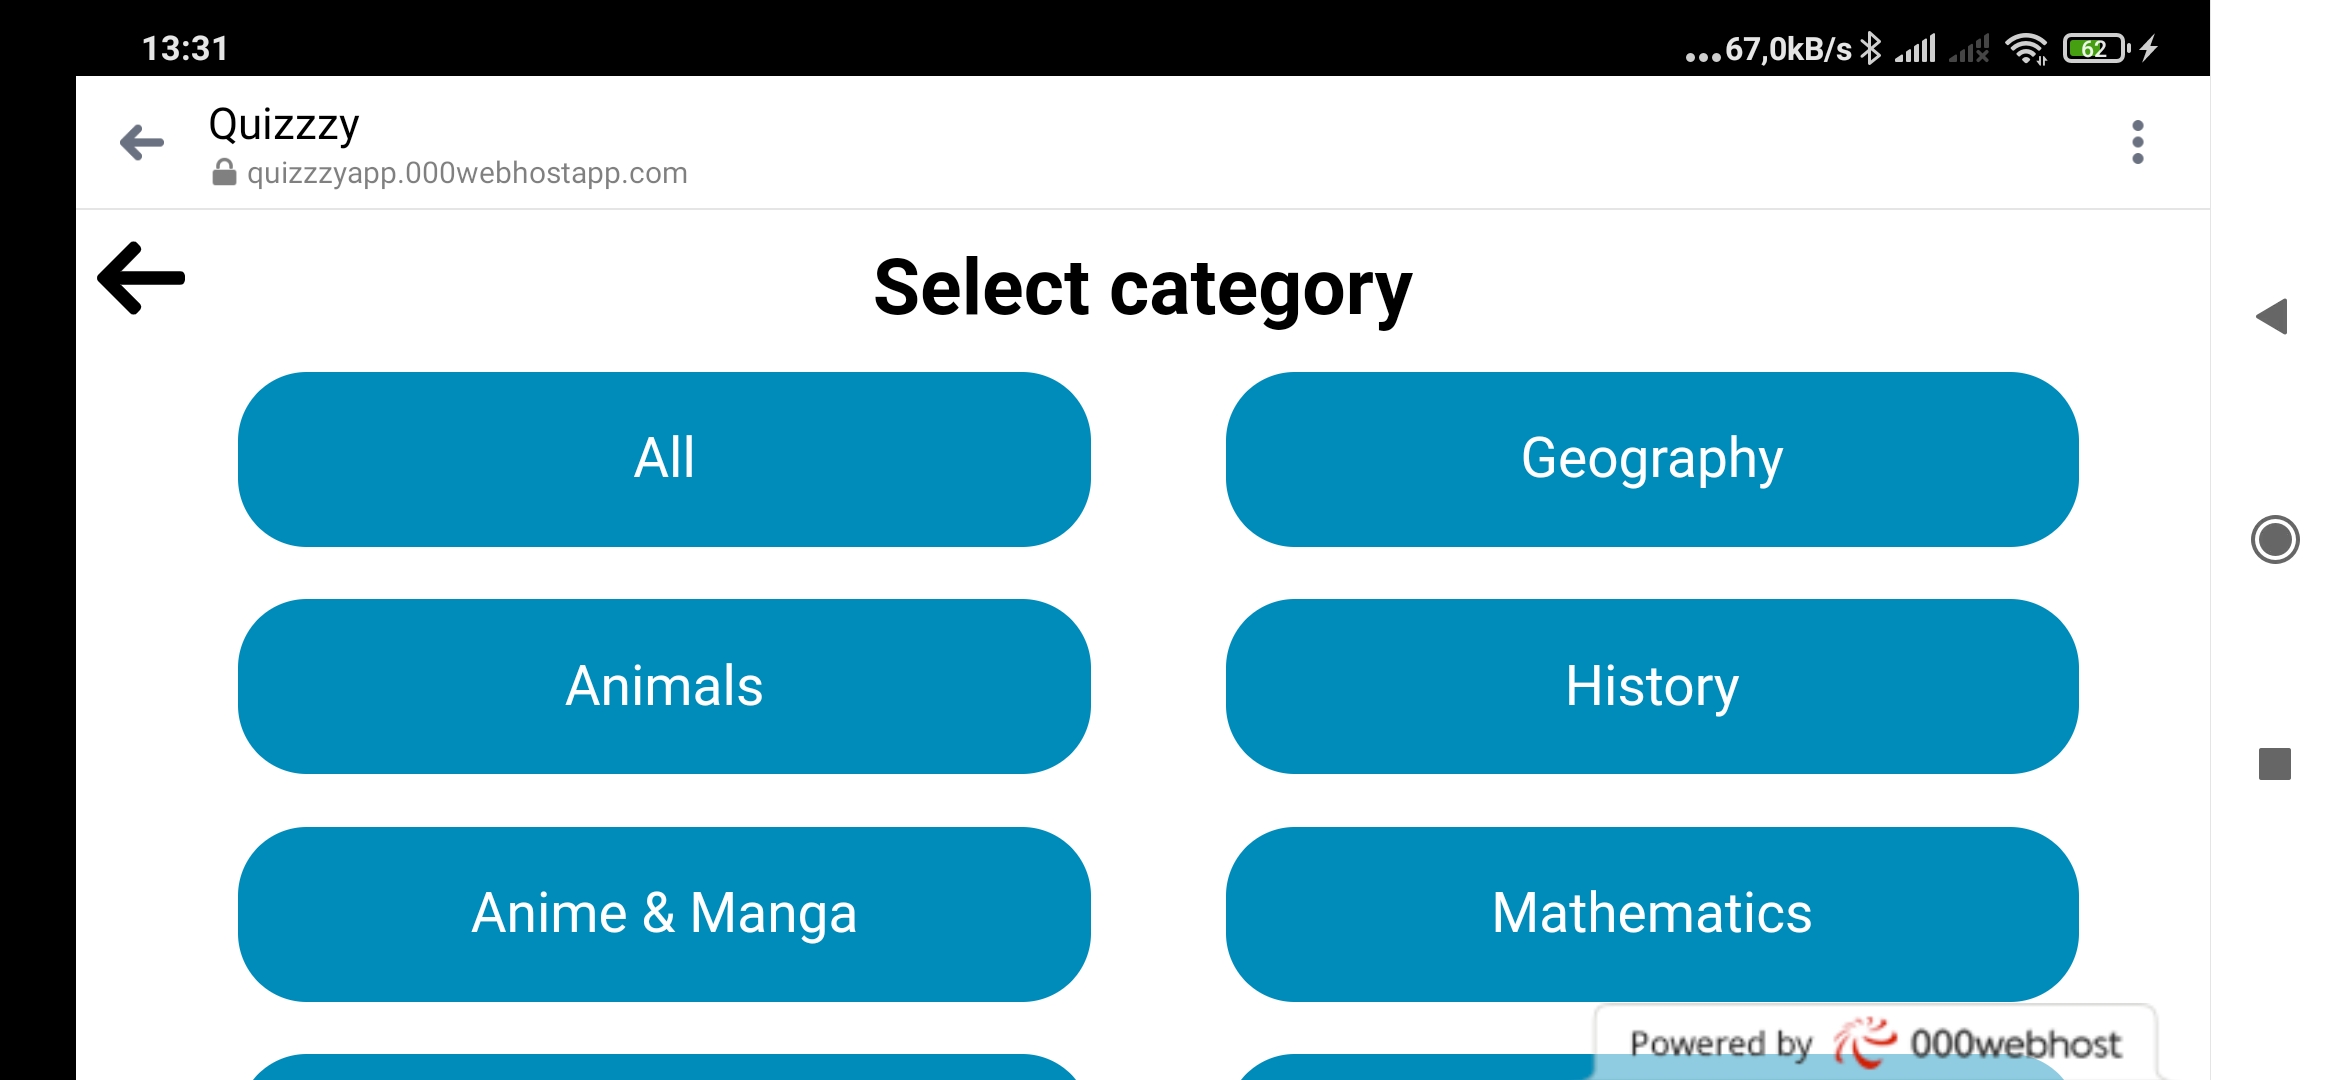 13:31
...67,0kB/s
62
Quizzzy
quizzzyapp.000webhostapp.com
Select category
All
Geography
Animals
History
Anime & Manga
Mathematics
Powered by 000webhost